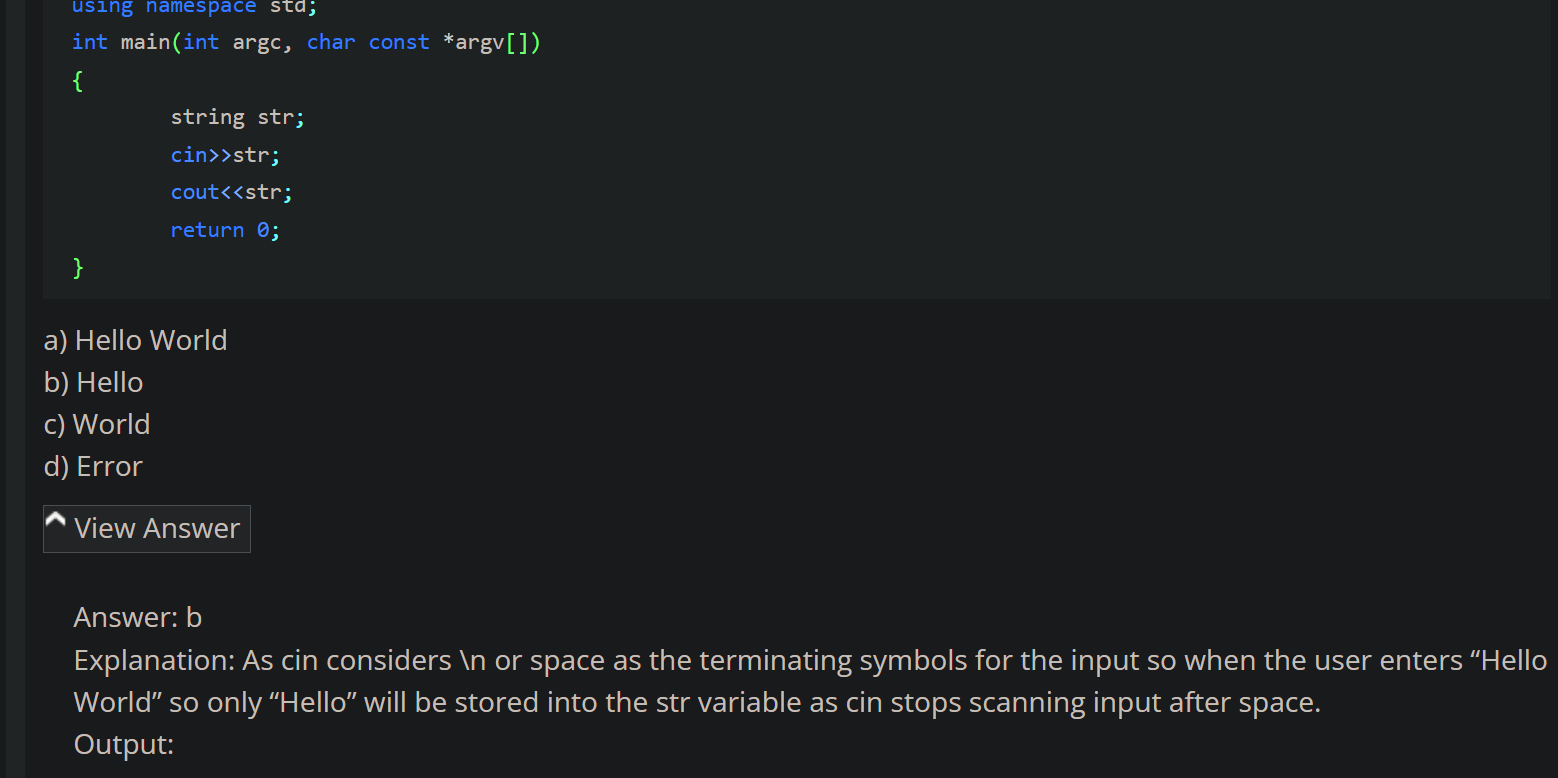 using namespace std;
int main(int argc, char const *argv[])
{
string str;
cin>>str;
cout<<str;
return 0;
}
a) Hello World
b) Hello
c) World
d) Error
View Answer
Answer: b
Explanation: As cin considers \n or space as the terminating symbols for the input so when the user enters “Hello
World” so only “Hello” will be stored into the str variable as cin stops scanning input after space.
Output: